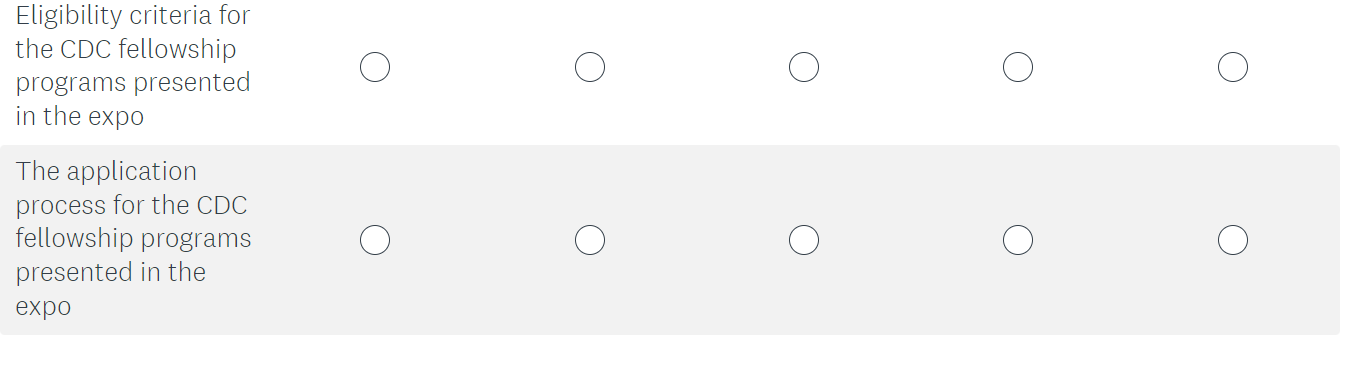 Eligibility criteria for
the CDC fellowship
programs presented
in the expo
The application
process for the CDC
fellowship programs
presented in the
expo